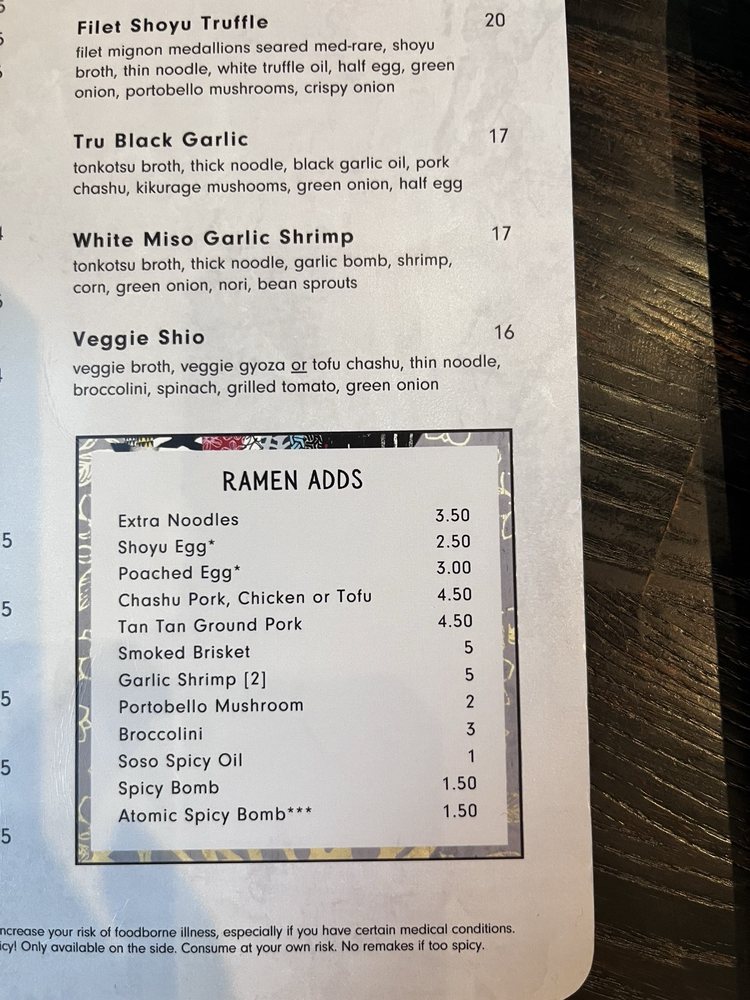 Filet Shoyu Truffle 20
filet mignon medallions seared med-rare, shoyu
broth, thin noodle, white truffle oil, half egg, green
onion, portobello mushrooms, crispy onion
Tru Black Garlic 17
tonkotsu broth, thick noodle, black garlic oil, pork
chashu, kikurage mushooms, green onion, half egg
White Miso Garlic Shrimp 17
tonkotsu broth, thick noodle, garlic bomb, shrimp,
corn, green onion, nori, bean sprouts
Veggie Shio 16
veggie broth, veggie gyoza or tofu chashu, thin noodle,
broccolini, spinach, grilled tomato, green onion
RAMEN ADDS
Extra Noodles 3.50
Shoyu Egg* 2.50
Poached Egg* 3.00
Chashu Pork, Chicken or Tofu 4.50
Tan Tan Ground Pork 4.50
Smoked Brisket 5
Garlic Shrimp [2] 5
Portobello Mushroom 2
Broccolini 3
Soso Spicy Oil 1
Spicy Bomb 1.50
Atomic Spicy Bomb*** 1.50
ncrease your risk of foodborne illness, especially if you have certain medical conditions.
icy! Only available on the side. Consume at your own risk. No remakes if too spicy.